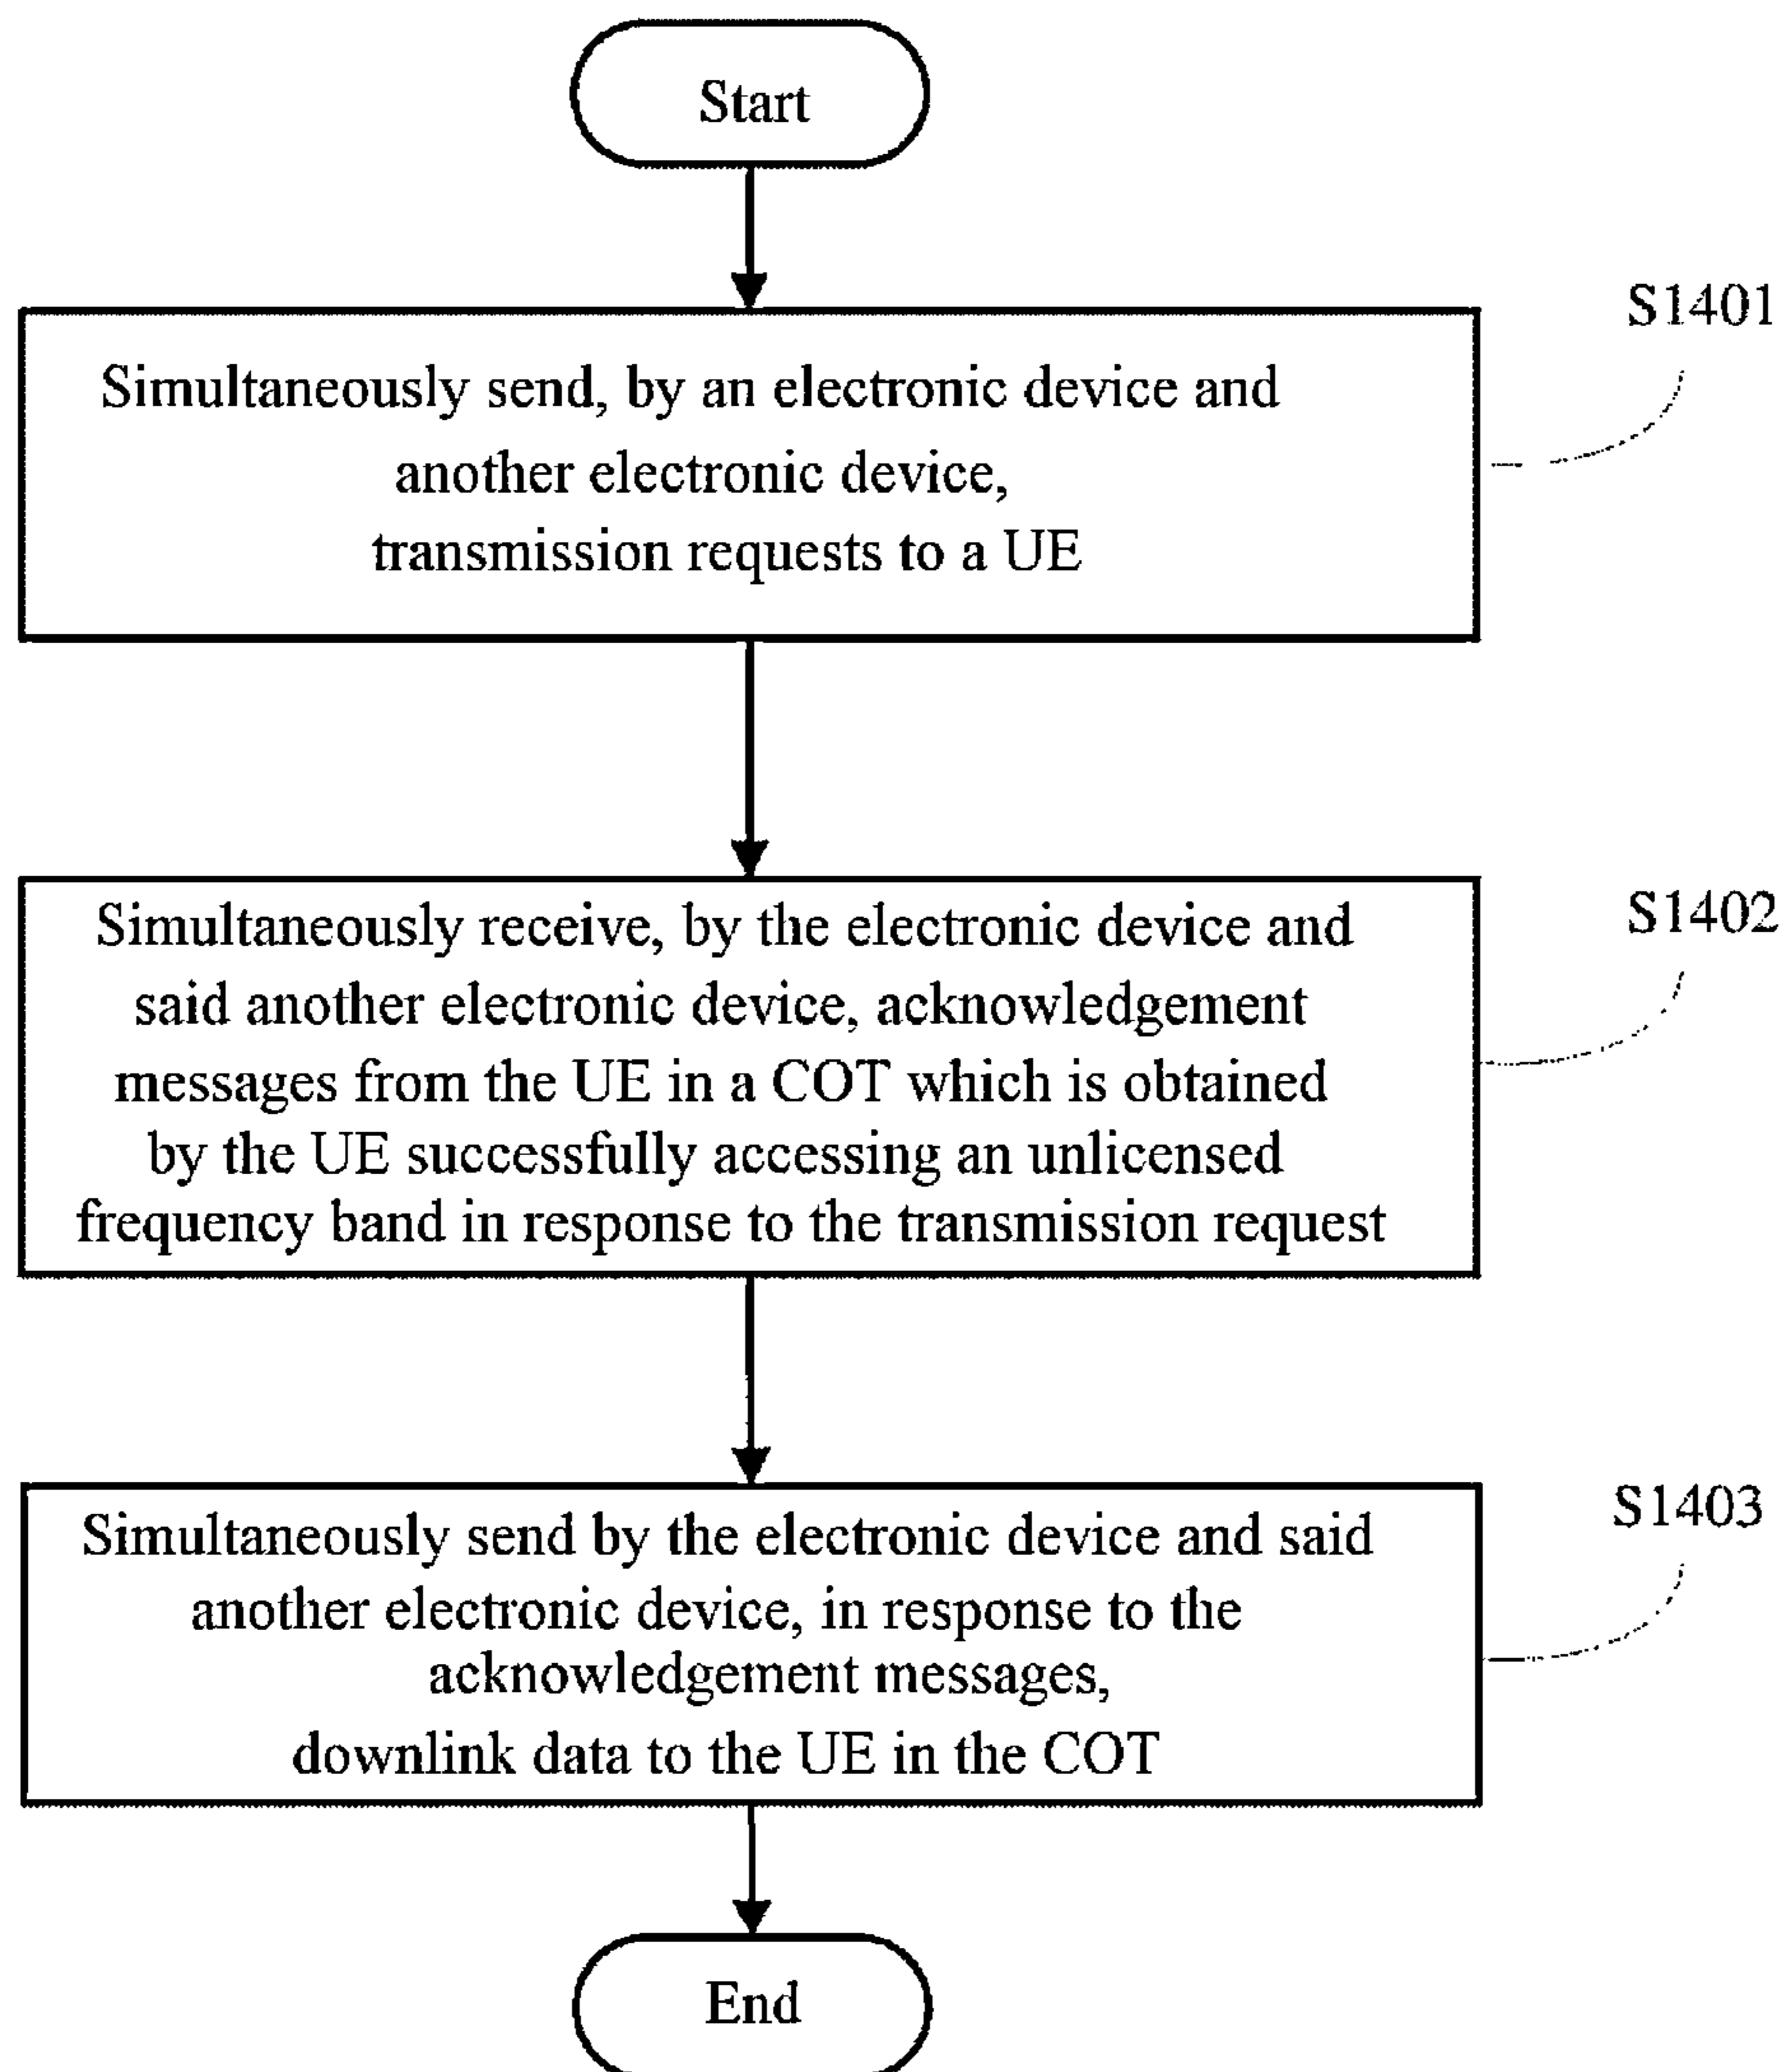 Start
S1401
Simultaneously send, by an electronic device and
another electronic device,
transmission requests to a UE
S1402
Simultaneously receive, by the electronic device and
said another electronic device, acknowledgement
messages from the UE in a COT which is obtained
by the UE successfully accessing an unlicensed
frequency band in response to the transmission request
S1403
Simultaneously send by the electronic device and said
another electronic device, in response to the
acknowledgement messages,
downlink data to the UE in the COT
End